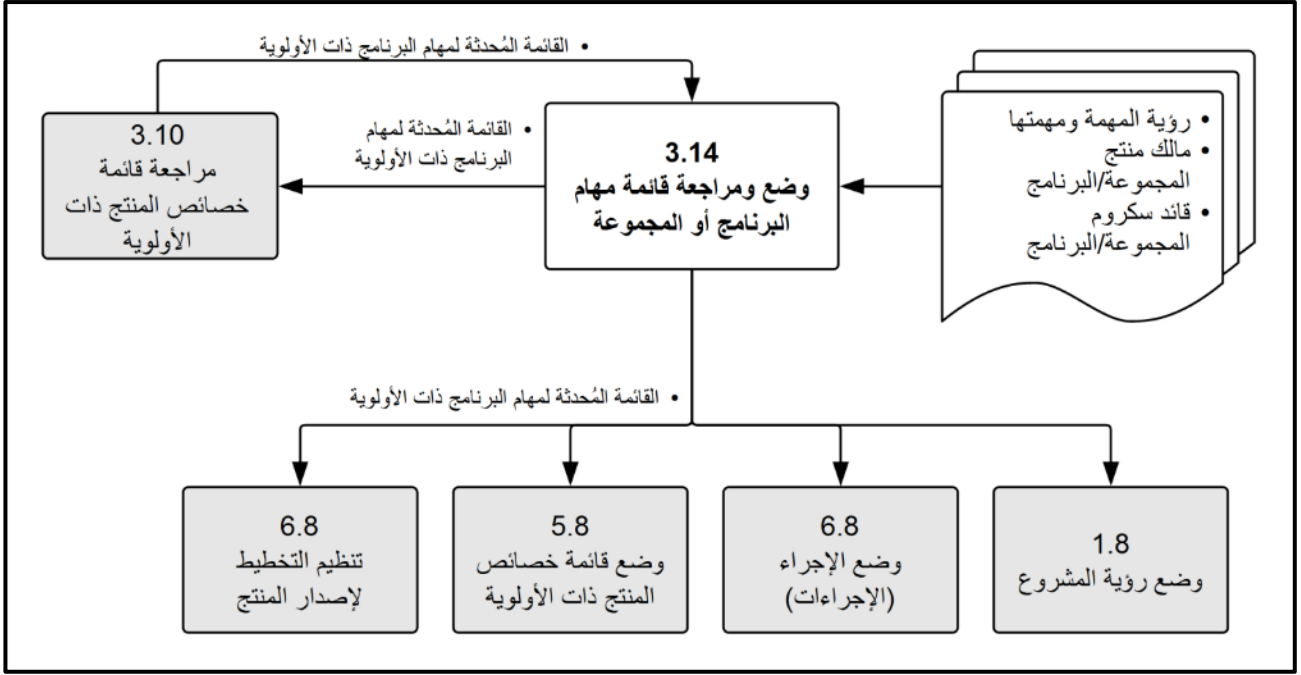 • القائمة المُحدثة لمهام البرنامج ذات الأولوية
• رؤية المهمة ومهمتها
• مالك منتج
المجموعة/البرنامج
• قائد سكروم
المجموعة/البرنامج
3.14
وضع ومراجعة قائمة مهام
البرنامج أو المجموعة
• القائمة المُحدثة لمهام
البرنامج ذات الأولوية
3.10
مراجعة قائمة
خصائص المنتج ذات
الأولوية
• القائمة المُحدثة لمهام البرنامج ذات الأولوية
1.8
وضع رؤية المشروع
6.8
وضع الإجراء
(الإجراءات)
5.8
وضع قائمة خصائص
المنتج ذات الأولوية
6.8
تنظيم التخطيط
لإصدار المنتج